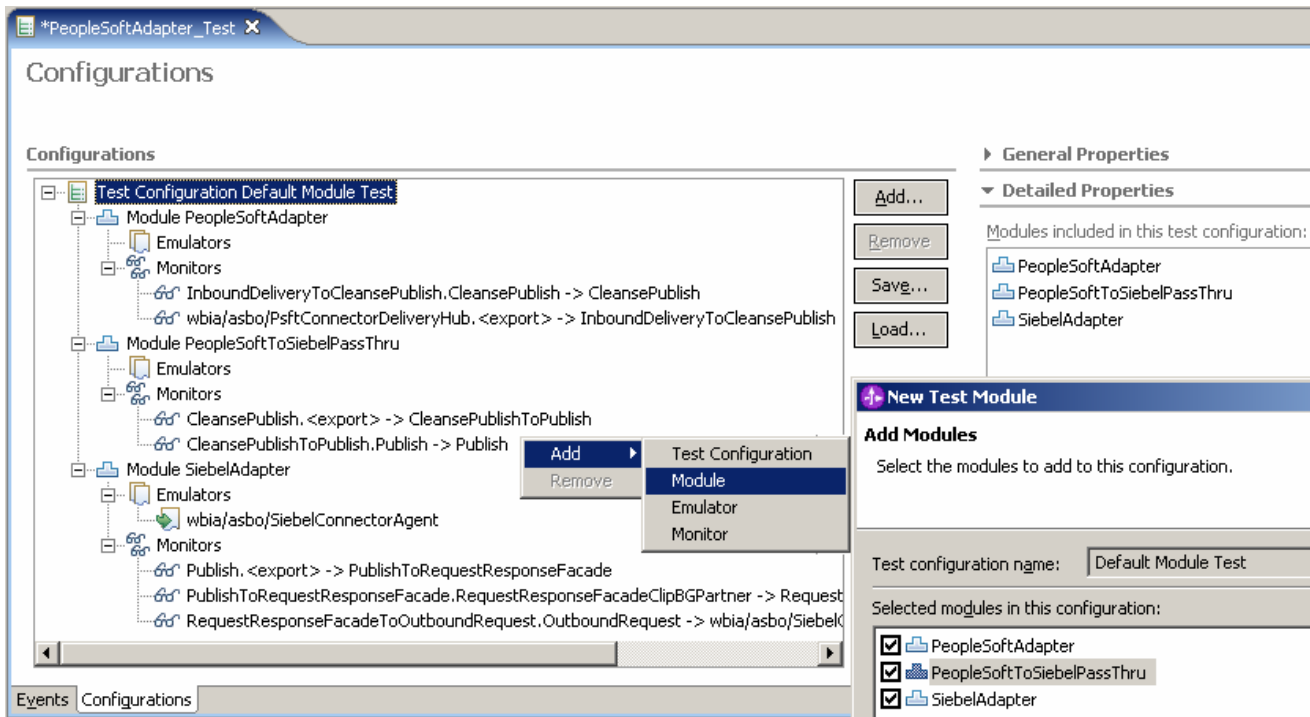 *PeopleSoftAdapter_Test
Configurations
Configurations
Test Configuration Default Module Test
Module PeopleSoftAdapter
Emulators
Monitors
InboundDeliveryToCleansePublish.CleansePublish -> CleansePublish
wbia/asbo/PsftConnectorDeliveryHub.<export> -> InboundDeliveryToCleansePublish
Module PeopleSoftToSiebelPassThru
Emulators
Monitors
CleansePublish.<export> -> CleansePublishToPublish
CleansePublishToPublish.Publish -> Publish
Module SiebelAdapter
Emulators
wbia/asbo/SiebelConnectorAgent
Monitors
Publish.<export> -> PublishToRequestResponseFacade
PublishToRequestResponseFacade.RequestResponseFacadeClipBGPartner -> Request
RequestResponseFacadeToOutboundRequest.OutboundRequest -> wbia/asbo/Siebel
Add...
Remove
Save...
Load...
Add
Remove
Test Configuration
Module
Emulator
Monitor
General Properties
Detailed Properties
Modules included in this test configuration:
PeopleSoftAdapter
PeopleSoftToSiebelPassThru
SiebelAdapter
New Test Module
Add Modules
Select the modules to add to this configuration.
Test configuration name: Default Module Test
Selected modules in this configuration:
PeopleSoftAdapter
PeopleSoftToSiebelPassThru
SiebelAdapter
Events Configurations